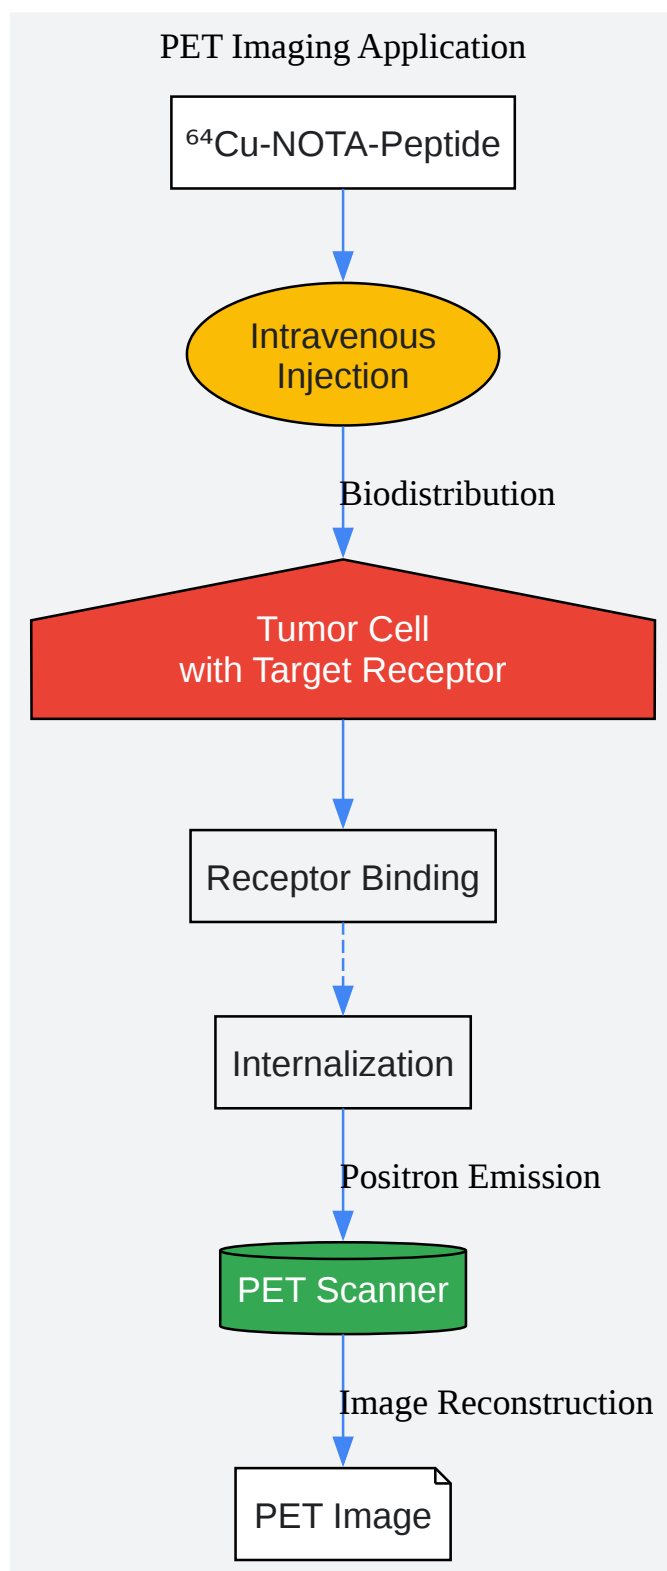 PET Imaging Application
⁶⁴Cu-NOTA-Peptide
Intravenous
Injection
Biodistribution
Tumor Cell
with Target Receptor
Receptor Binding
Internalization
Positron Emission
PET Scanner
Image Reconstruction
PET Image